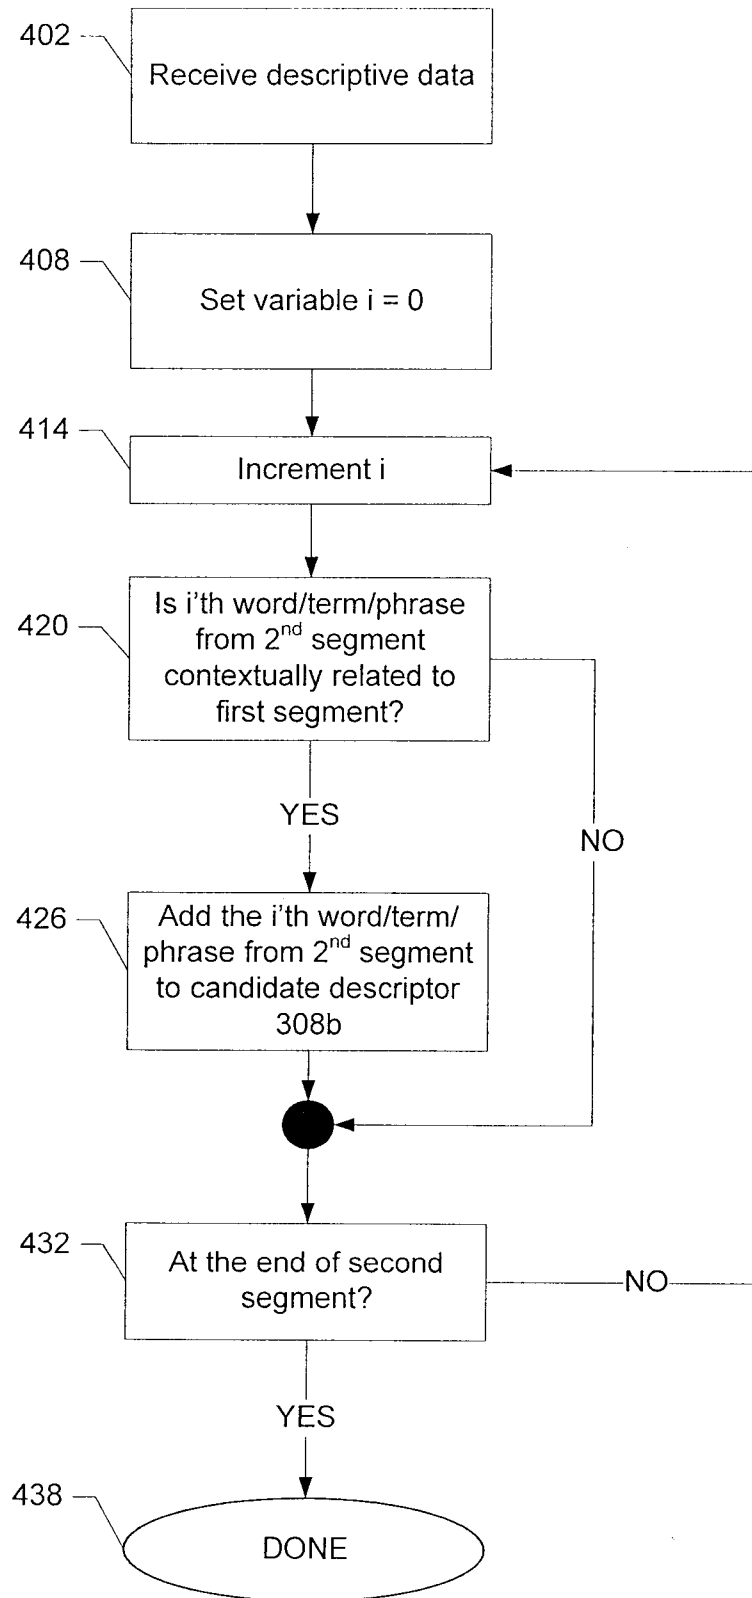 402
Receive descriptive data
408
Set variable i = 0
414
Increment i
420
Is i'th word/term/phrase
from 2nd segment
contextually related to
first segment?
YES
NO
426
Add the i'th word/term/
phrase from 2nd segment
to candidate descriptor
308b
432
At the end of second
segment?
NO
YES
438
DONE